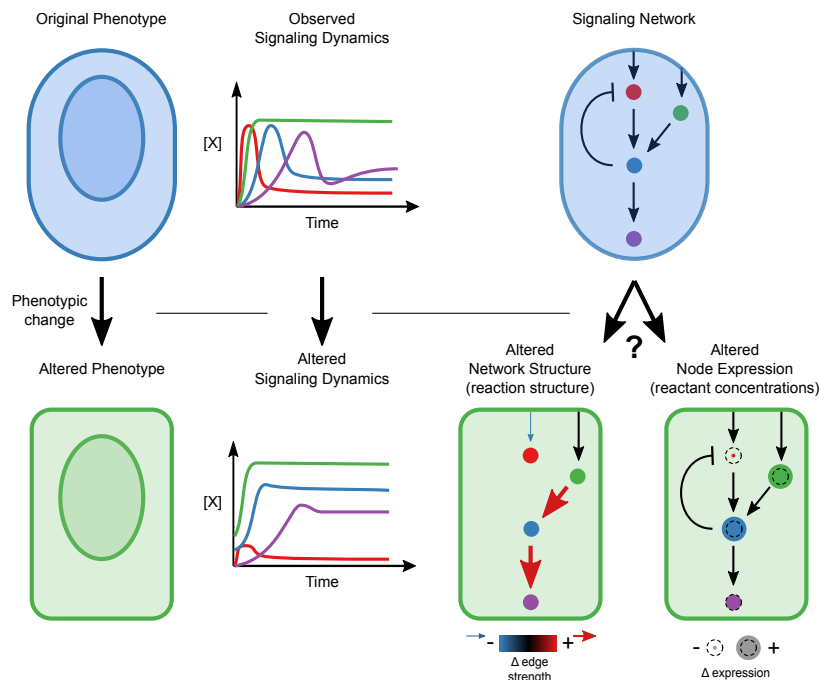 Original Phenotype
Observed
Signaling Dynamics
Signaling Network
[X]
Time
Phenotypic
change
?
Altered Phenotype
Altered
Signaling Dynamics
Altered
Network Structure
(reaction structure)
Altered
Node Expression
(reactant concentrations)
[X]
Time
- +
Δ edge
strength
- +
Δ expression